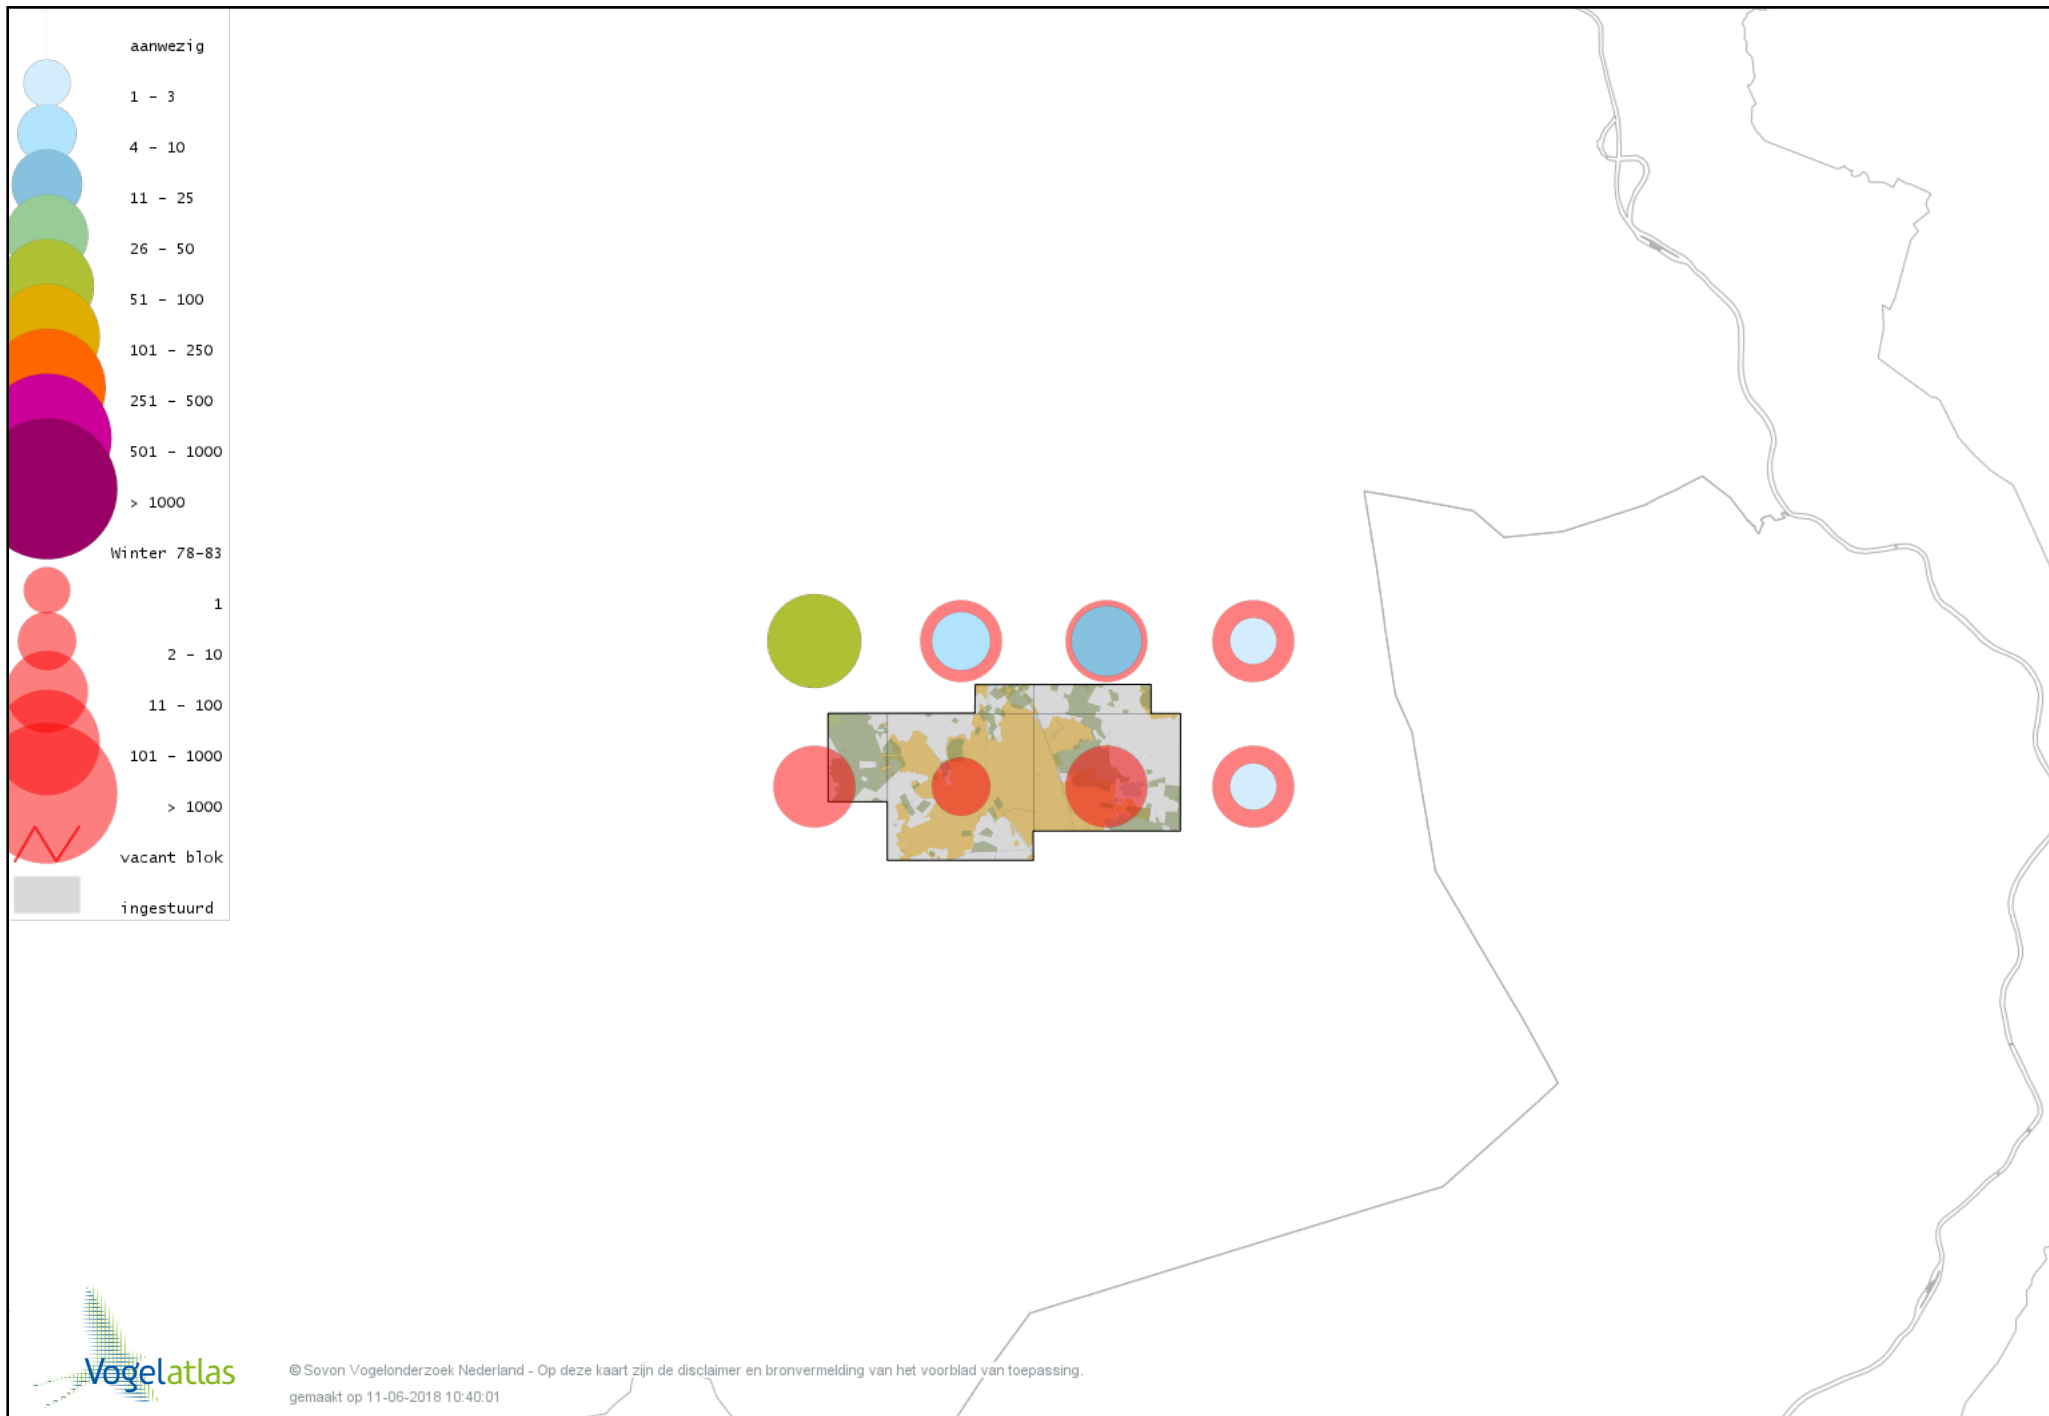 aanwezig
1 - 3
4 - 10
11 - 25
26 - 50
51 - 100
101 - 250
251 - 500
501 - 1000
> 1000
Winter 78-83
1
2 - 10
11 - 100
101 - 1000
> 1000
vacant blok
ingestuurd
Vogelatlas
© Sovon Vogelonderzoek Nederland - Op deze kaart zijn de disclaimer en bronvermelding van het voorblad van toepassing.
gemaakt op 11-06-2018 10:40:01